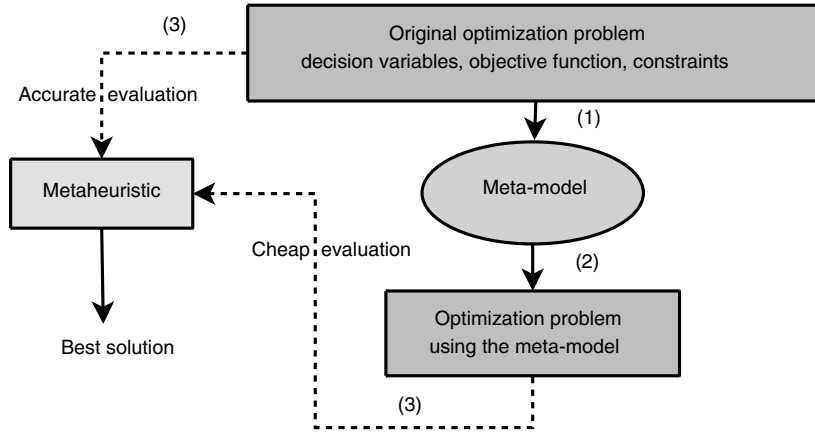 (3)
Original optimization problem
decision variables, objective function, constraints
Accurate evaluation
(1)
Metaheuristic
Meta-model
Cheap evaluation
(2)
Optimization problem
using the meta-model
Best solution
(3)